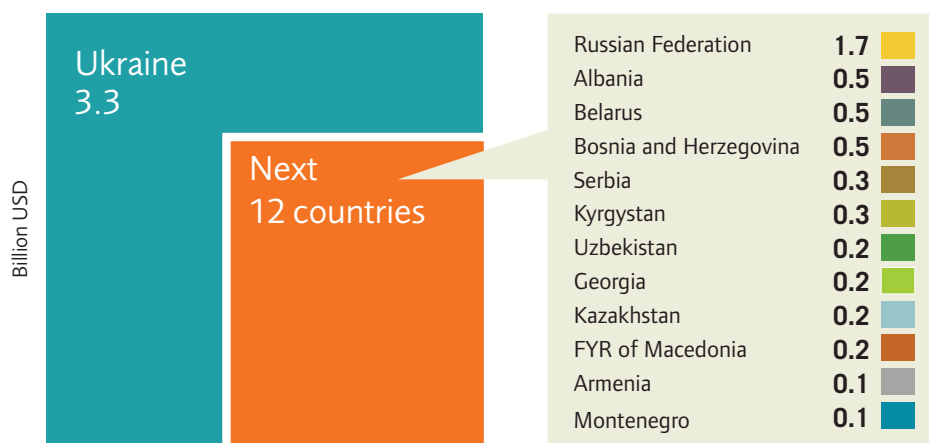 Billion USD
Ukraine
3.3
Next
12 countries
Russian Federation 1.7
Albania 0.5
Belarus 0.5
Bosnia and Herzegovina 0.5
Serbia 0.3
Kyrgystan 0.3
Uzbekistan 0.2
Georgia 0.2
Kazakhstan 0.2
FYR of Macedonia 0.2
Armenia 0.1
Montenegro 0.1